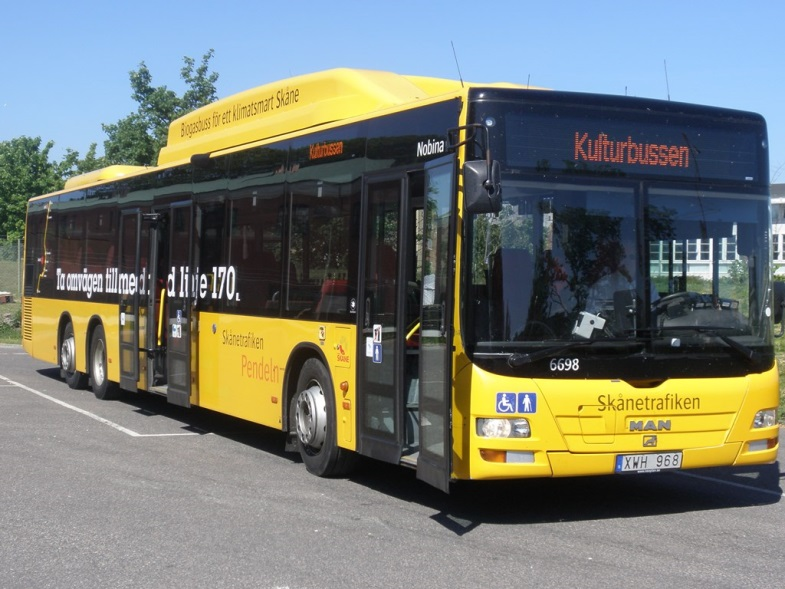 Biogasbuss för ett klimatsmart Skåne
Kulturbussen
Nobina
Kulturbussen
Ta omvägen till med linje 170.
Skånetrafiken
Pendeln
SKÅNE
6698
Skånetrafiken
MAN
XWH 968